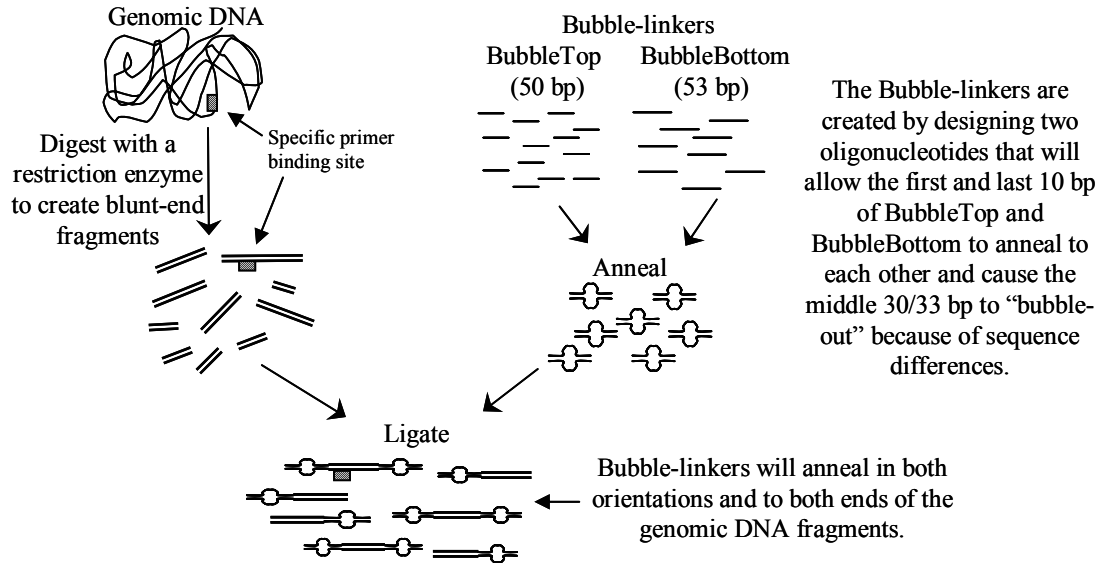 Genomic DNA
Digest with a
restriction enzyme
to create blunt-end
fragments
Specific primer
binding site
Bubble-linkers
BubbleTop
(50 bp)
BubbleBottom
(53 bp)
Anneal
The Bubble-linkers are
created by designing two
oligonucleotides that will
allow the first and last 10 bp
of BubbleTop and
BubbleBottom to anneal to
each other and cause the
middle 30/33 bp to “bubble-
out” because of sequence
differences.
Ligate
Bubble-linkers will anneal in both
orientations and to both ends of the
genomic DNA fragments.